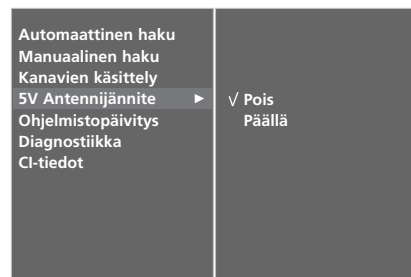 Automaattinen haku
Manuaalinen haku
Kanavien käsittely
5V Antennijännite ►
√ Pois
Ohjelmistopäivitys
Päällä
Diagnostiikka
CI-tiedot